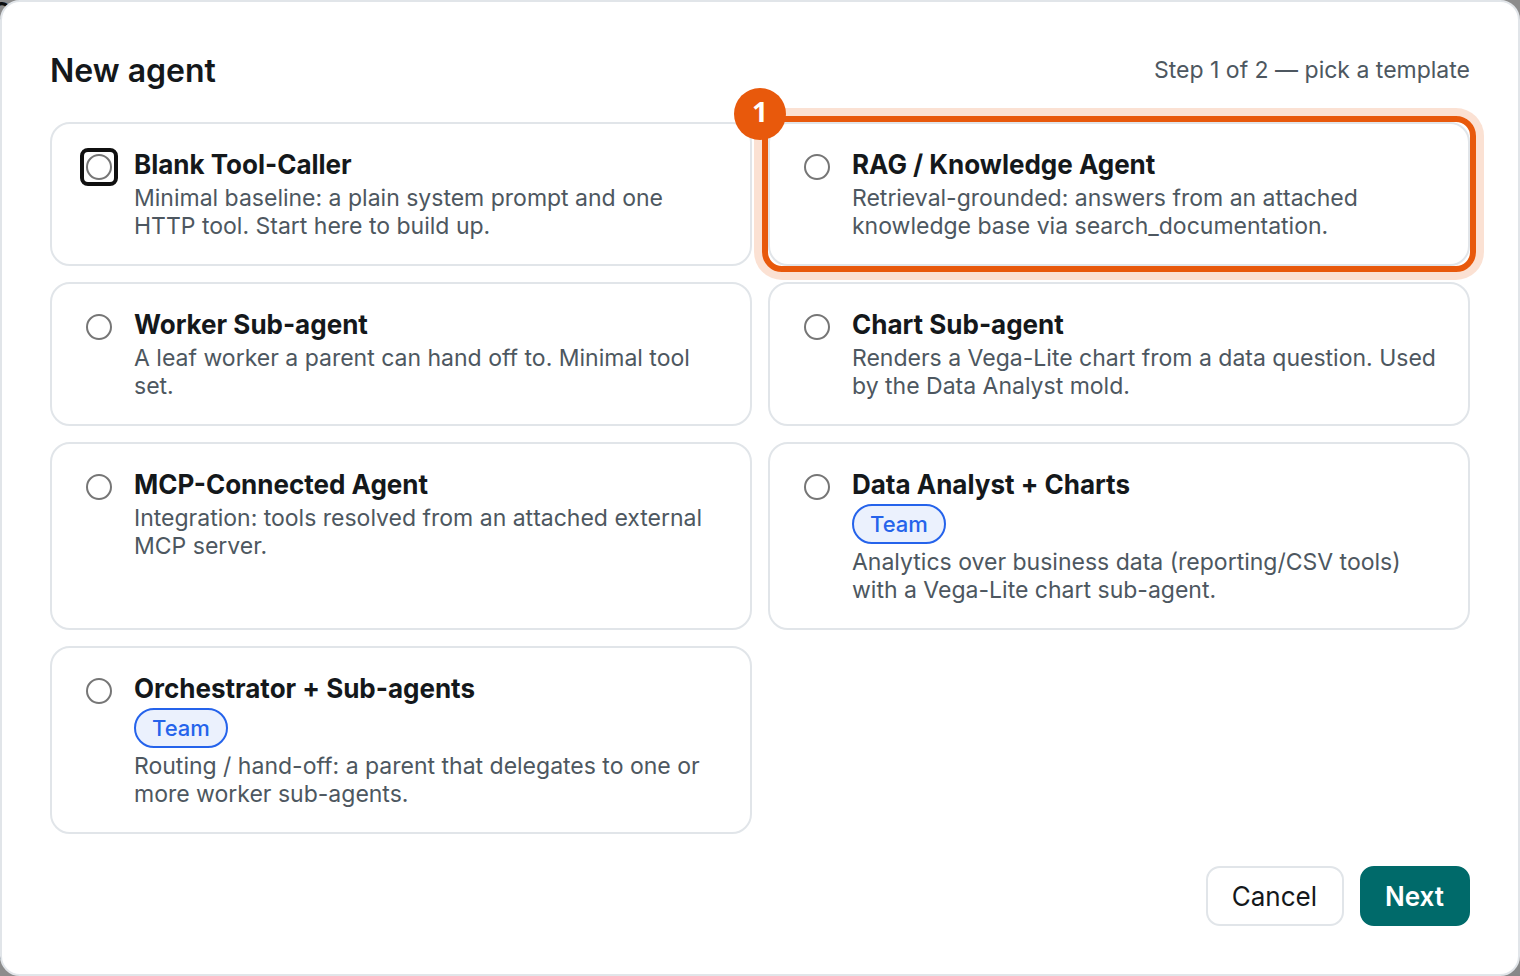 New agent
Step 1 of 2 — pick a template
1
Blank Tool-Caller
Minimal baseline: a plain system prompt and one
HTTP tool. Start here to build up.
RAG / Knowledge Agent
Retrieval-grounded: answers from an attached
knowledge base via search_documentation.
Worker Sub-agent
A leaf worker a parent can hand off to. Minimal tool
set.
Chart Sub-agent
Renders a Vega-Lite chart from a data question. Used
by the Data Analyst mold.
MCP-Connected Agent
Integration: tools resolved from an attached external
MCP server.
Data Analyst + Charts
Team
Analytics over business data (reporting/CSV tools)
with a Vega-Lite chart sub-agent.
Orchestrator + Sub-agents
Team
Routing / hand-off: a parent that delegates to one or
more worker sub-agents.
Cancel
Next